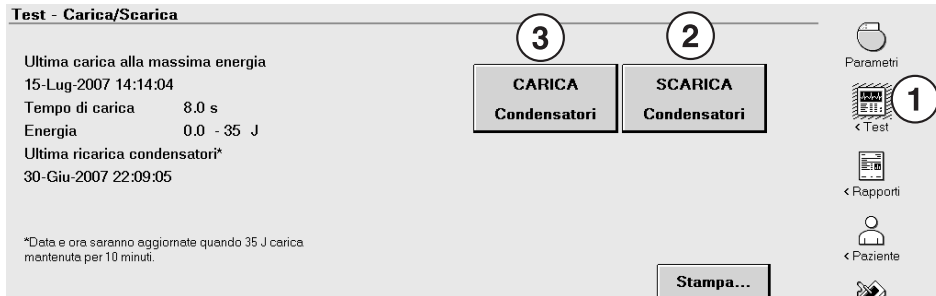 Test - Carica/Scarica
Ultima carica alla massima energia
15-Lug-2007 14:14:04
Tempo di carica 8.0 s
Energia 0.0 - 35 J
Ultima ricarica condensatori*
30-Giu-2007 22:09:05
*Data e ora saranno aggiornate quando 35 J carica
mantenuta per 10 minuti.
3
CARICA
Condensatori
2
SCARICA
Condensatori
Stampa...
Parametri
1
< Test
< Rapporti
< Paziente